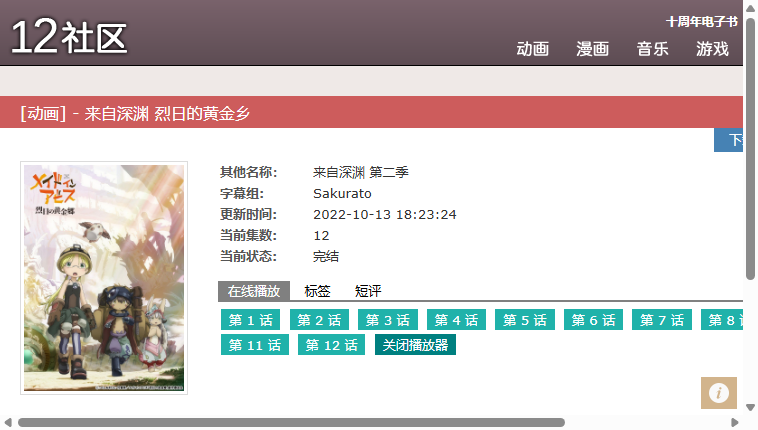 十周年电子书
12社区
动画 漫画 音乐 游戏
[动画] - 来自深渊 烈日的黄金乡
メイドインアビス
烈日の黄金郷
其他名称: 来自深渊 第二季
字幕组: Sakurato
更新时间: 2022-10-13 18:23:24
当前集数: 12
当前状态: 完结
在线播放 标签 短评
第 1 话 第 2 话 第 3 话 第 4 话 第 5 话 第 6 话 第 7 话 第 8
第 11 话 第 12 话 关闭播放器
i